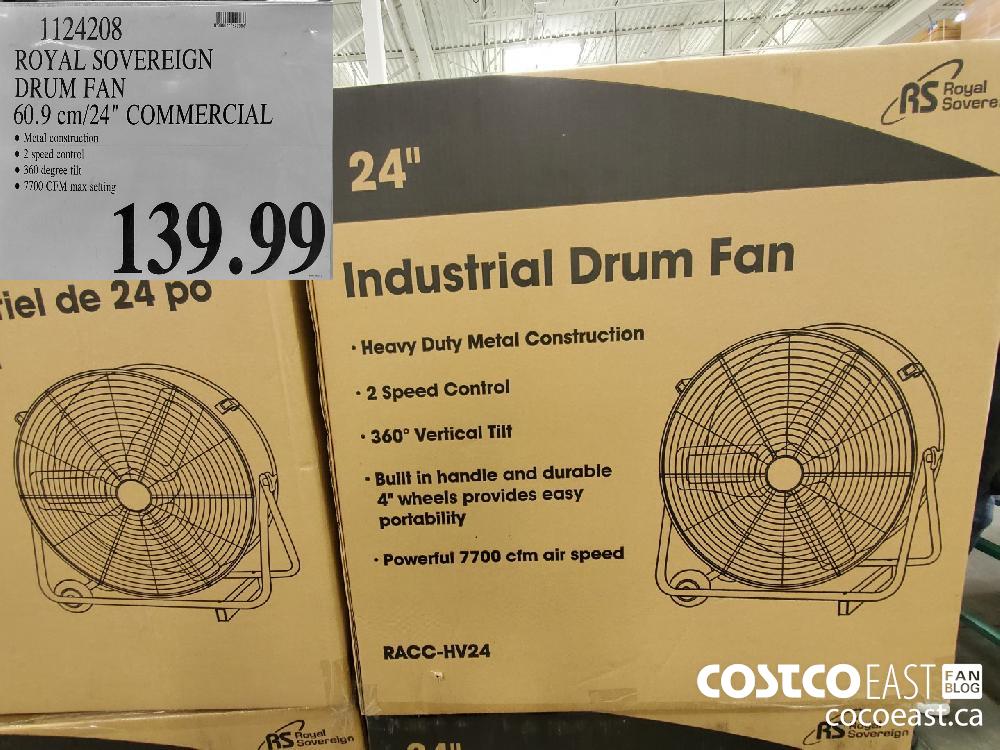 1124208
ROYAL SOVEREIGN
DRUM FAN
60.9 cm/24" COMMERCIAL
• Metal construction
• 2 speed control
• 360 degree tilt
• 7700 CFM max setting
139.99
RS Royal
Sovere
24"
Industrial Drum Fan
• Heavy Duty Metal Construction
• 2 Speed Control
• 360° Vertical Tilt
• Built in handle and durable
4" wheels provides easy
portability
• Powerful 7700 cfm air speed
RACC-HV24
riel de 24 po
COSTCO EAST FAN
BLOG
cocoeast.ca
RS Royal
Sovereign
24"
RS Royal
Sovereign